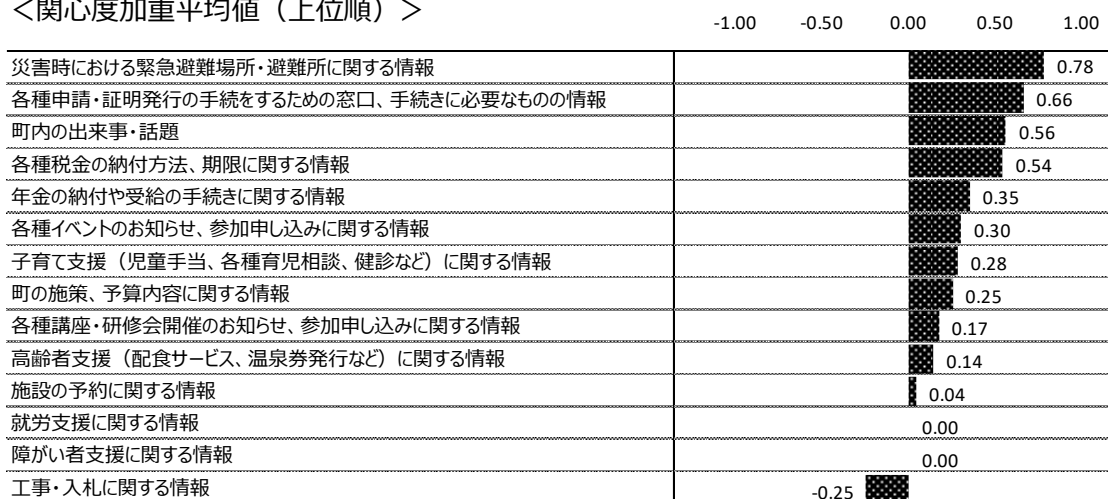 ＜関心度加重平均値（上位順）＞
-1.00 -0.50 0.00 0.50 1.00
災害時における緊急避難場所・避難所に関する情報 0.78
各種申請・証明発行の手続をするための窓口、手続きに必要なものの情報 0.66
町内の出来事・話題 0.56
各種税金の納付方法、期限に関する情報 0.54
年金の納付や受給の手続きに関する情報 0.35
各種イベントのお知らせ、参加申し込みに関する情報 0.30
子育て支援（児童手当、各種育児相談、健診など）に関する情報 0.28
町の施策、予算内容に関する情報 0.25
各種講座・研修会開催のお知らせ、参加申し込みに関する情報 0.17
高齢者支援（配食サービス、温泉券発行など）に関する情報 0.14
施設の予約に関する情報 0.04
就労支援に関する情報 0.00
障がい者支援に関する情報 0.00
工事・入札に関する情報 -0.25